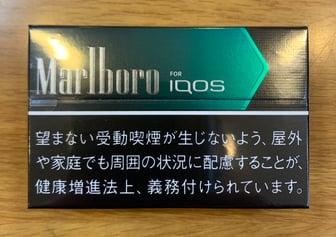 Marlboro FOR IQOS
望まない受動喫煙が生じないよう、屋外
や家庭でも周囲の状況に配慮することが、
健康増進法上、義務付けられています。